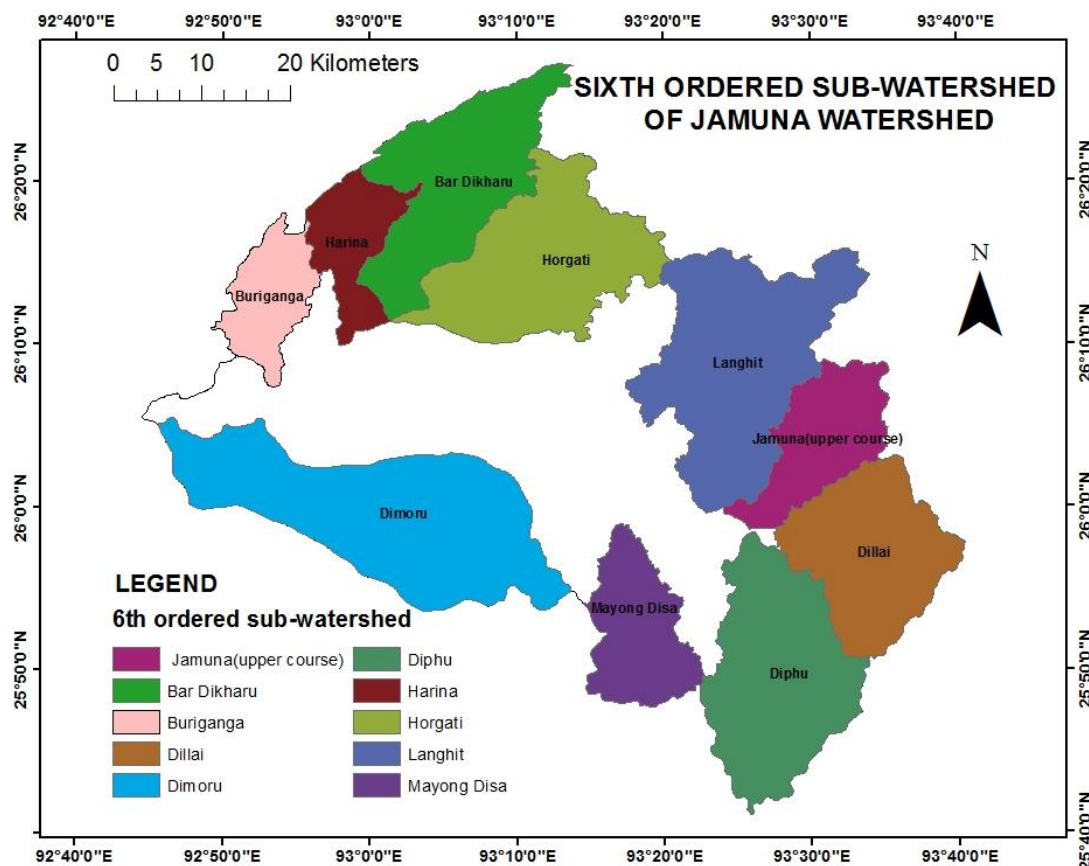 92°40'0"E 92°50'0"E 93°0'0"E 93°10'0"E 93°20'0"E 93°30'0"E 93°40'0"E
0 5 10 20 Kilometers
SIXTH ORDERED SUB-WATERSHED
OF JAMUNA WATERSHED
26°20'0"N
26°20'0"N
Bar Dikharu
Harina
Horgati
N
Buriganga
26°10'0"N
26°10'0"N
Langhit
Jamuna(upper course)
26°0'0"N
26°0'0"N
Dimoru
Dillai
Mayong Disa
Diphu
25°50'0"N
25°50'0"N
25°40'0"N
LEGEND
6th ordered sub-watershed
Jamuna(upper course)
Bar Dikharu
Buriganga
Dillai
Dimoru
Diphu
Harina
Horgati
Langhit
Mayong Disa
92°40'0"E 92°50'0"E 93°0'0"E 93°10'0"E 93°20'0"E 93°30'0"E 93°40'0"E